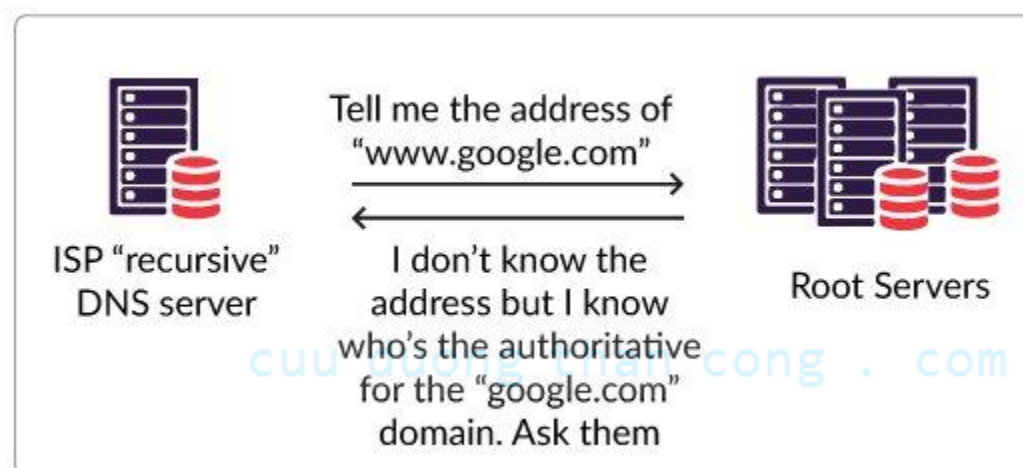 Tell me the address of
“www.google.com”
ISP “recursive”
DNS server
I don’t know the
address but I know
who’s the authoritative
for the “google.com”
domain. Ask them
Root Servers
cuu duong than cong . com